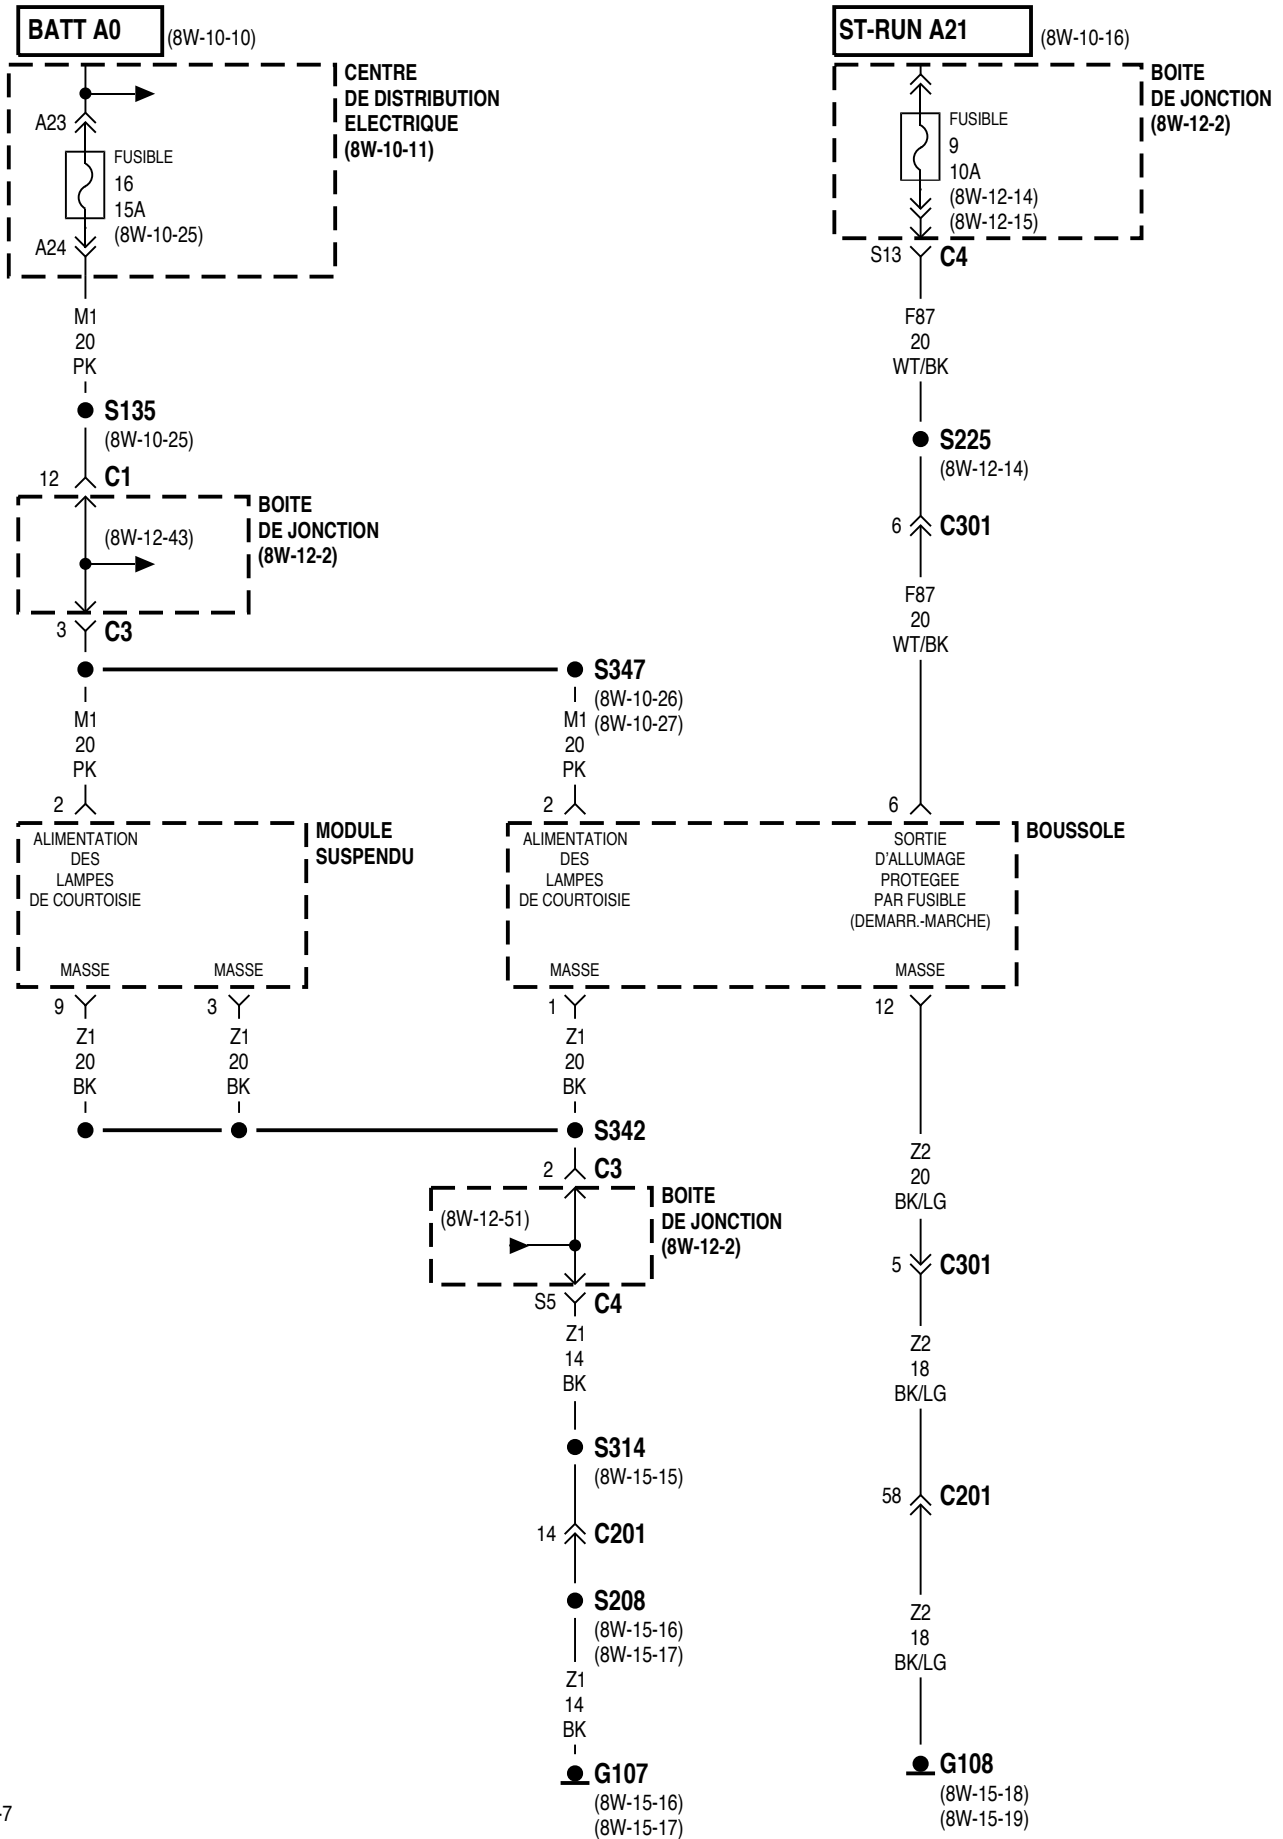 BATT A0
(8W-10-10)
CENTRE
DE DISTRIBUTION
ELECTRIQUE
(8W-10-11)
A23
FUSIBLE
16
15A
(8W-10-25)
A24
M1
20
PK
S135
(8W-10-25)
12
C1
BOITE
DE JONCTION
(8W-12-2)
(8W-12-43)
3
C3
S347
(8W-10-26)
(8W-10-27)
M1
20
PK
M1
20
PK
2
2
MODULE
SUSPENDU
ALIMENTATION
DES
LAMPES
DE COURTOISIE
MASSE
MASSE
ST-RUN A21
(8W-10-16)
BOITE
DE JONCTION
(8W-12-2)
FUSIBLE
9
10A
(8W-12-14)
(8W-12-15)
S13
C4
F87
20
WT/BK
S225
(8W-12-14)
6
C301
F87
20
WT/BK
6
BOUSSOLE
ALIMENTATION
DES
LAMPES
DE COURTOISIE
SORTIE
D'ALLUMAGE
PROTEGEE
PAR FUSIBLE
(DEMARR.-MARCHE)
MASSE
MASSE
9
3
1
12
Z1
20
BK
Z1
20
BK
Z1
20
BK
S342
2
C3
BOITE
DE JONCTION
(8W-12-2)
(8W-12-51)
S5
C4
Z1
14
BK
S314
(8W-15-15)
14
C201
S208
(8W-15-16)
(8W-15-17)
Z1
14
BK
G107
(8W-15-16)
(8W-15-17)
Z2
20
BK/LG
5
C301
Z2
18
BK/LG
58
C201
Z2
18
BK/LG
G108
(8W-15-18)
(8W-15-19)
-7